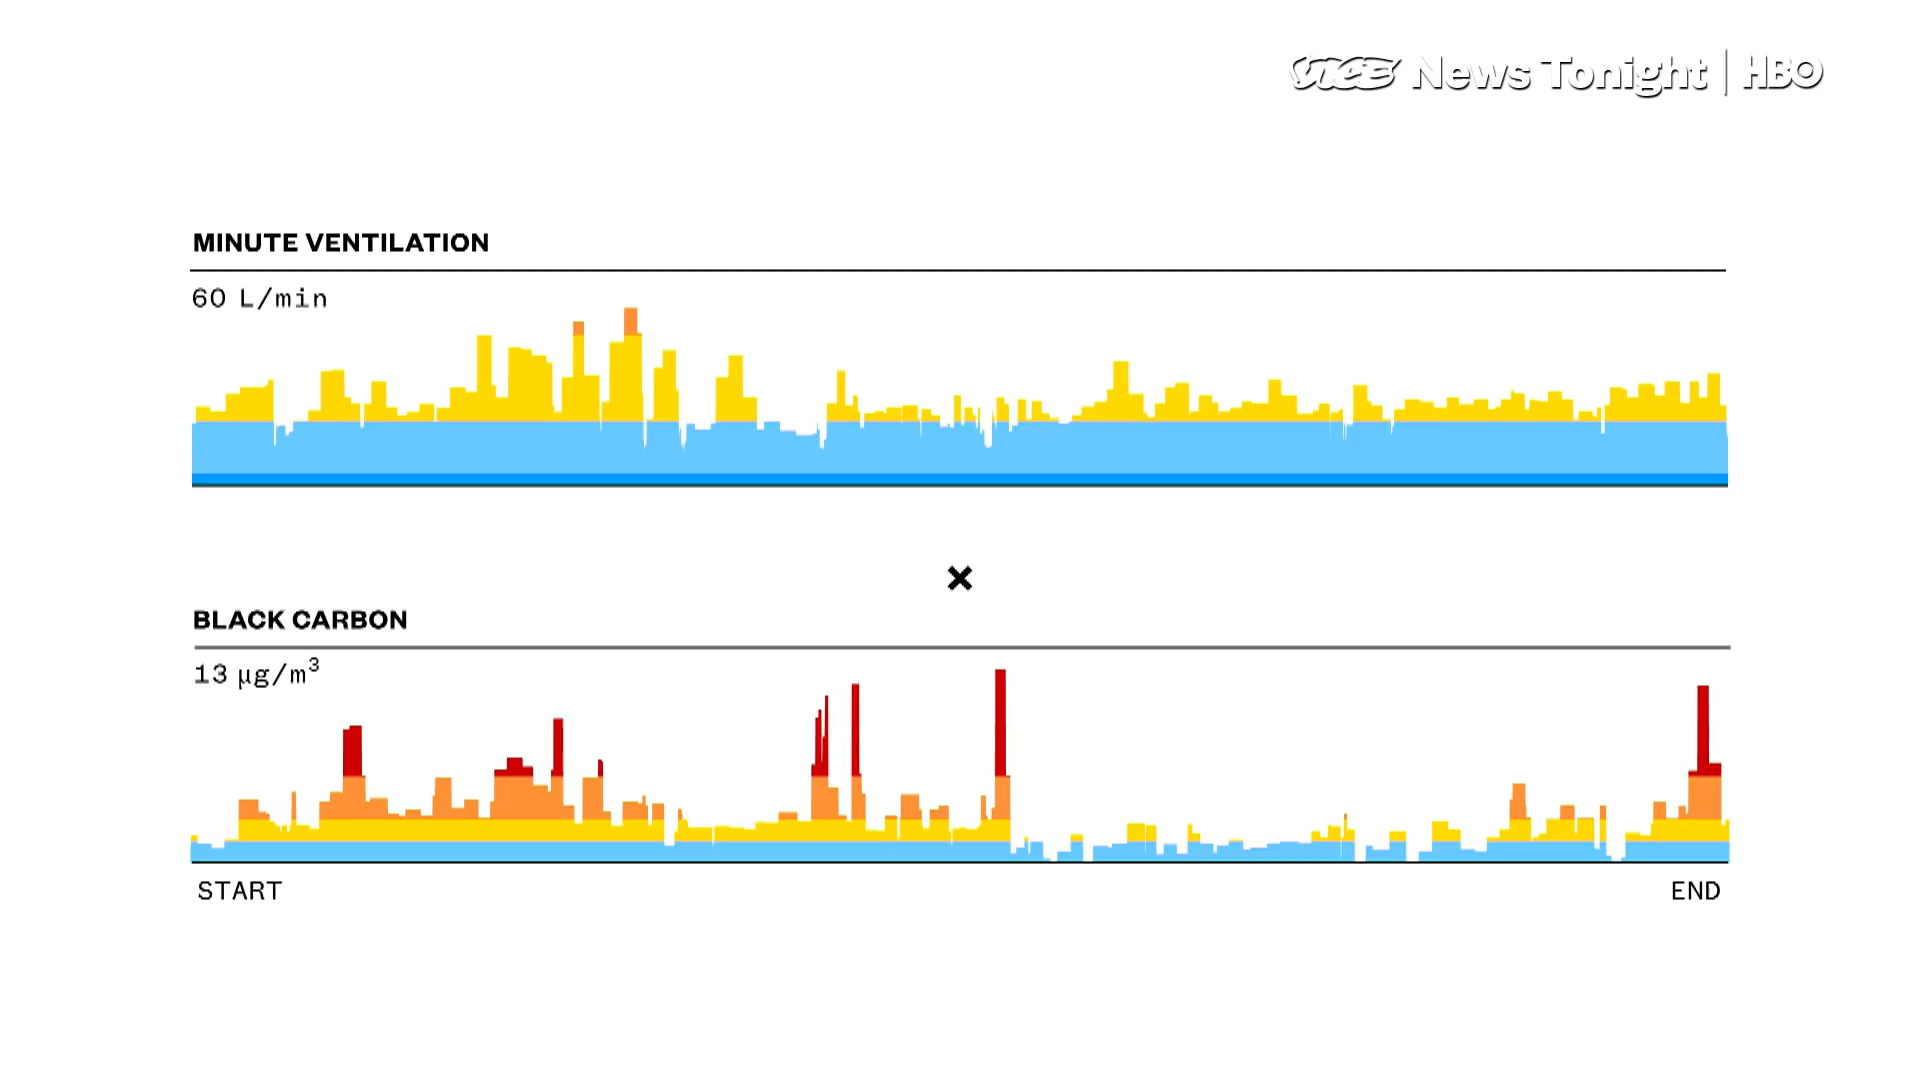 VICE News Tonight | HBO
MINUTE VENTILATION
60 L/min
×
BLACK CARBON
13 µg/m³
START
END